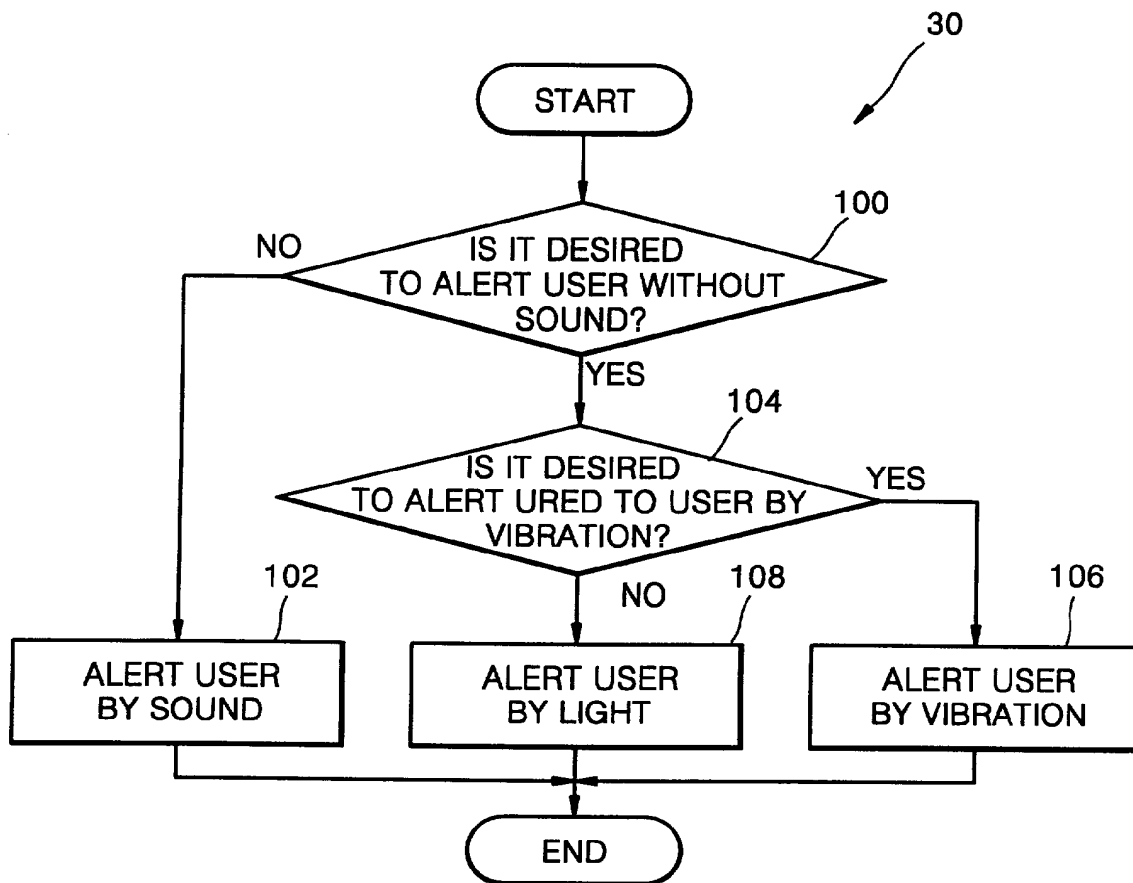 30
START
100
NO
IS IT DESIRED
TO ALERT USER WITHOUT
SOUND?
YES
104
IS IT DESIRED
TO ALERT URED TO USER BY
VIBRATION?
YES
102
NO
108
106
ALERT USER
BY SOUND
ALERT USER
BY LIGHT
ALERT USER
BY VIBRATION
END